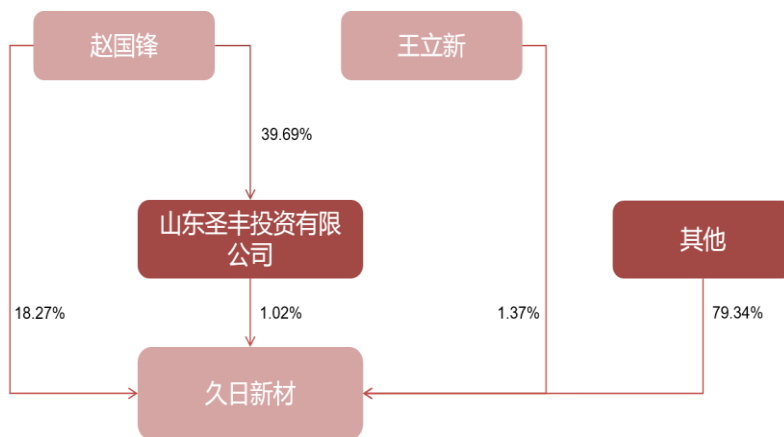 赵国锋
王立新
39.69%
山东圣丰投资有限
公司
其他
18.27%
1.02%
1.37%
79.34%
久日新材